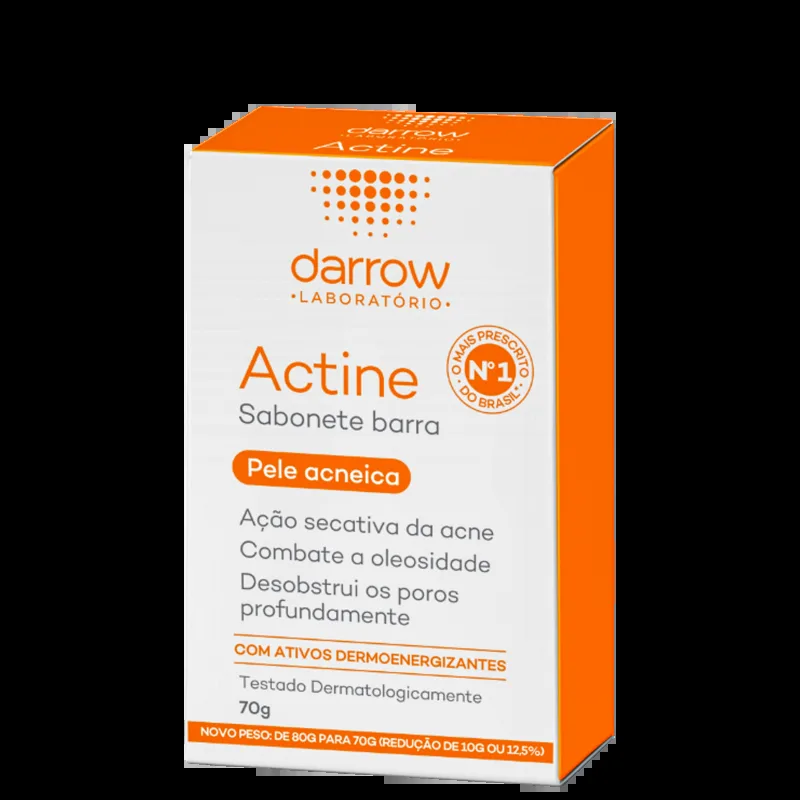 darrow
LABORATÓRIO
Actine
darrow
•LABORATÓRIO•
Actine
O MAIS PRESCRITO
Nº1
DO BRASIL*
Sabonete barra
Pele acneica
Ação secativa da acne
Combate a oleosidade
Desobstrui os poros
profundamente
COM ATIVOS DERMOENERGIZANTES
Testado Dermatologicamente
70g
NOVO PESO: DE 80G PARA 70G (REDUÇÃO DE 10G OU 12,5%)